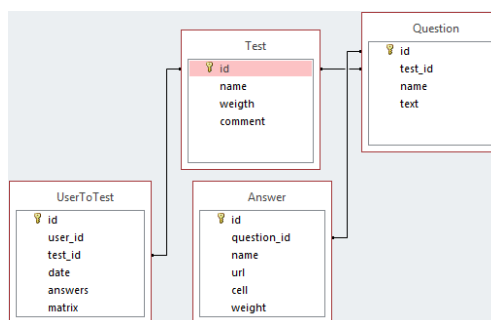 Test
id
name
weigth
comment
Question
id
test_id
name
text
UserToTest
id
user_id
test_id
date
answers
matrix
Answer
id
question_id
name
url
cell
weight